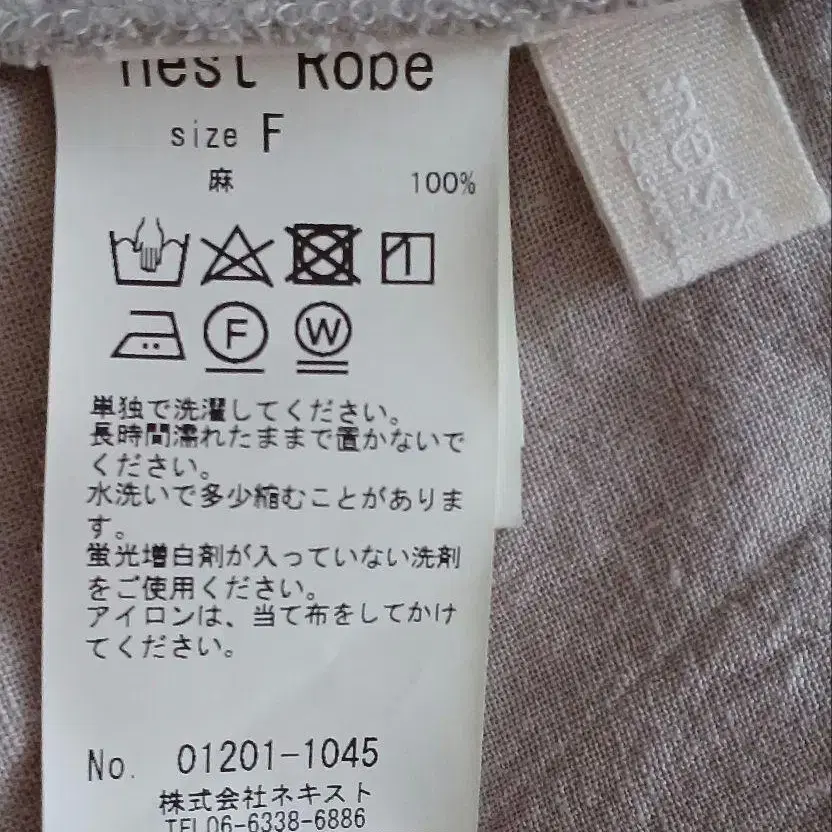 nest Robe
size F
麻 100%
F W
単独で洗濯してください。
長時間濡れたままで置かないで
ください。
水洗いで多少縮むことがありま
す。
蛍光増白剤が入っていない洗剤
をご使用ください。
アイロンは、当て布をしてかけ
てください。
No. 01201-1045
株式会社ネキスト
TEL06-6338-6886